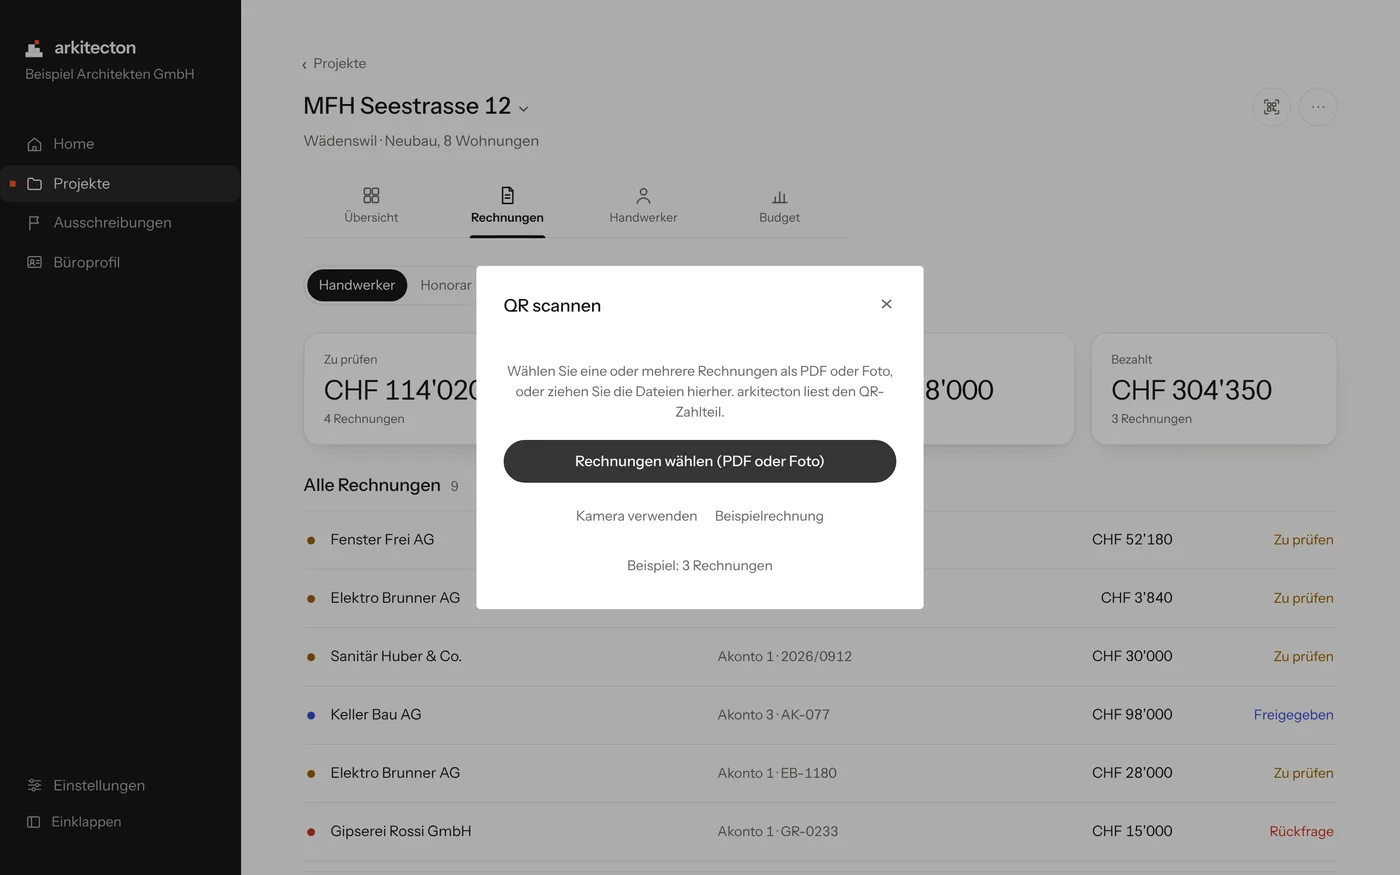 arkitecton
Beispiel Architekten GmbH
Home
Projekte
Ausschreibungen
Büroprofil
Einstellungen
Einklappen
‹ Projekte
MFH Seestrasse 12
Wädenswil · Neubau, 8 Wohnungen
Übersicht
Rechnungen
Handwerker
Budget
Handwerker
Honorar
Zu prüfen
CHF 114'020
4 Rechnungen
8'000
Bezahlt
CHF 304'350
3 Rechnungen
QR scannen
Wählen Sie eine oder mehrere Rechnungen als PDF oder Foto,
oder ziehen Sie die Dateien hierher. arkitecton liest den QR-
Zahlteil.
Rechnungen wählen (PDF oder Foto)
Kamera verwenden Beispielrechnung
Beispiel: 3 Rechnungen
Alle Rechnungen 9
Fenster Frei AG CHF 52'180 Zu prüfen
Elektro Brunner AG CHF 3'840 Zu prüfen
Sanitär Huber & Co. Akonto 1 · 2026/0912 CHF 30'000 Zu prüfen
Keller Bau AG Akonto 3 · AK-077 CHF 98'000 Freigegeben
Elektro Brunner AG Akonto 1 · EB-1180 CHF 28'000 Zu prüfen
Gipserei Rossi GmbH Akonto 1 · GR-0233 CHF 15'000 Rückfrage